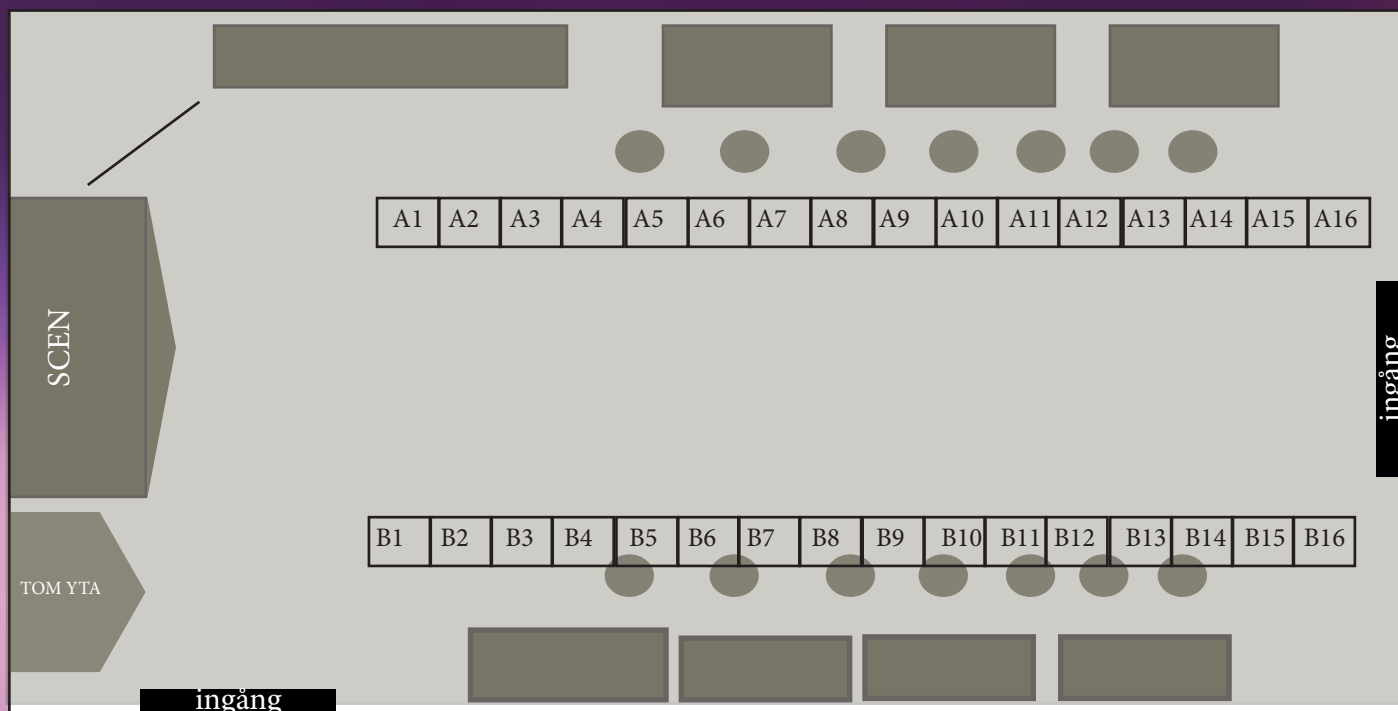 A1 A2 A3 A4 A5 A6 A7 A8 A9 A10 A11 A12 A13 A14 A15 A16
SCEN
ingång
B1 B2 B3 B4 B5 B6 B7 B8 B9 B10 B11 B12 B13 B14 B15 B16
TOM YTA
ingång